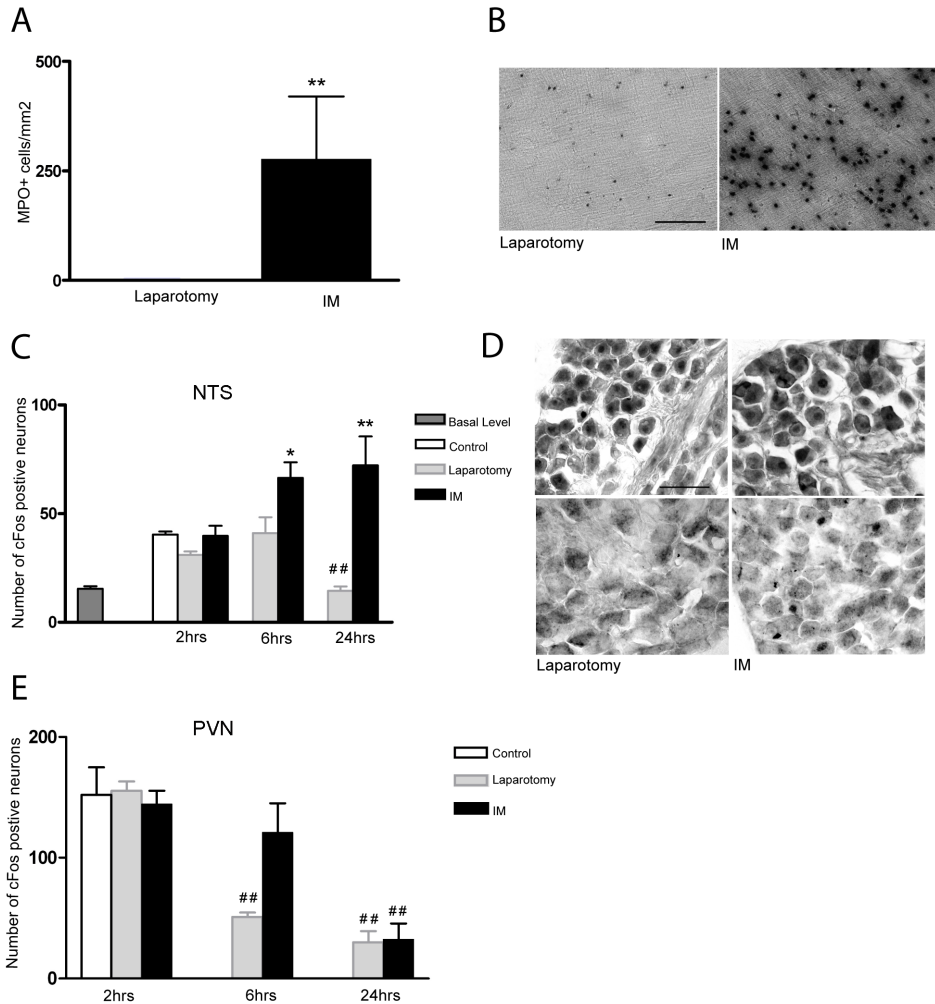 A
MPO+ cells/mm2
500
250
0
**
Laparotomy
IM
B
Laparotomy
IM
C
NTS
Number of cFos postive neurons
100
50
0
*
**
##
2hrs
6hrs
24hrs
Basal Level
Control
Laparotomy
IM
D
Laparotomy
IM
E
PVN
Number of cFos postive neurons
200
100
0
##
##
##
2hrs
6hrs
24hrs
Control
Laparotomy
IM